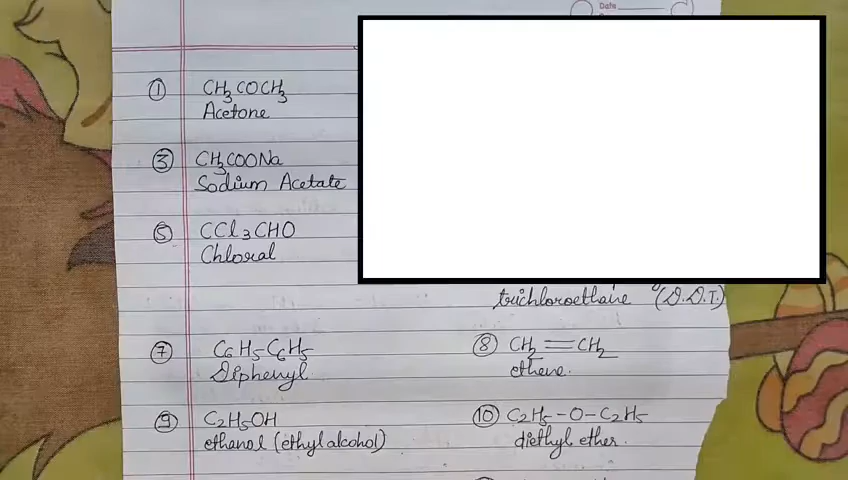 Date
① CH3COCH3
Acetone
③ CH3COONa
Sodium Acetate
⑤ CCl3CHO
Chloral
trichloroethane (D.D.T.)
⑦ C6H5-C6H5
Diphenyl
⑧ CH2=CH2
ethene.
⑨ C2H5OH
ethanol (ethyl alcohol)
⑩ C2H5-O-C2H5
diethyl ether.